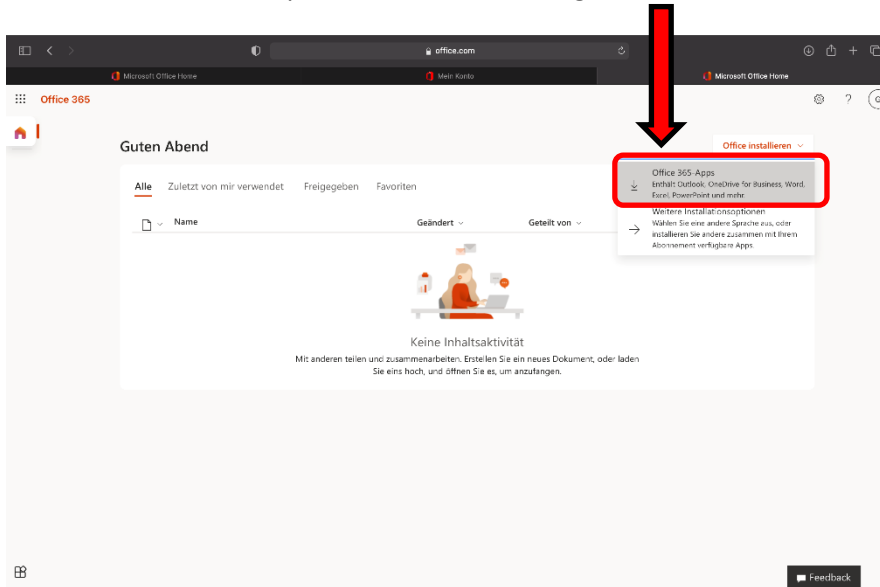 office.com
Microsoft Office Home
Mein Konto
Microsoft Office Home
Office 365
?
Guten Abend
Office installieren
Alle Zuletzt von mir verwendet Freigegeben Favoriten
Office 365-Apps
Enthält Outlook, OneDrive for Business, Word,
Excel, PowerPoint und mehr.
Weitere Installationsoptionen
Wählen Sie eine andere Sprache aus, oder
installieren Sie andere zusammen mit Ihrem
Abonnement verfügbare Apps.
Name Geändert Geteilt von
Keine Inhaltsaktivität
Mit anderen teilen und zusammenarbeiten. Erstellen Sie ein neues Dokument, oder laden
Sie eins hoch, und öffnen Sie es, um anzufangen.
Feedback